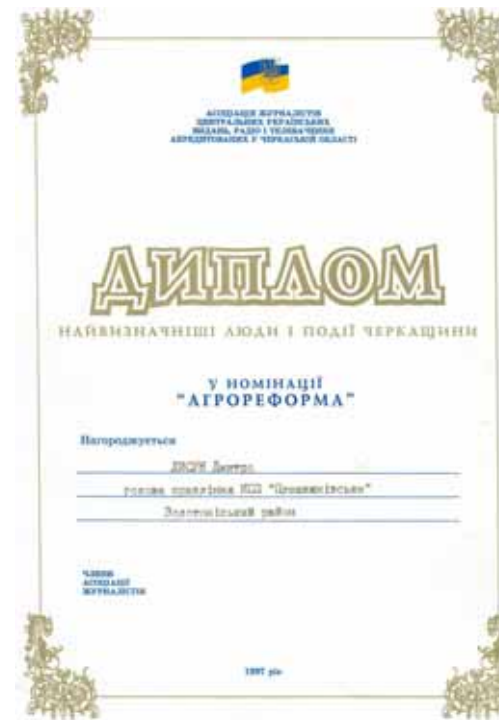 АСОЦІАЦІЯ ЖУРНАЛІСТІВ
ЦЕНТРАЛЬНИХ УКРАЇНСЬКИХ
ВИДАНЬ, РАДІО І ТЕЛЕБАЧЕННЯ
АКРЕДИТОВАНИХ У ЧЕРКАСЬКІЙ ОБЛАСТІ
ДИПЛОМ
НАЙВИЗНАЧНІШІ ЛЮДИ І ПОДІЇ ЧЕРКАЩИНИ
У НОМІНАЦІЇ
"АГРОРЕФОРМА"
Нагороджується
Дмитро
голова правління КСП
Золотоніський район
ЧЛЕНИ
АСОЦІАЦІЇ
ЖУРНАЛІСТІВ
1997 рік